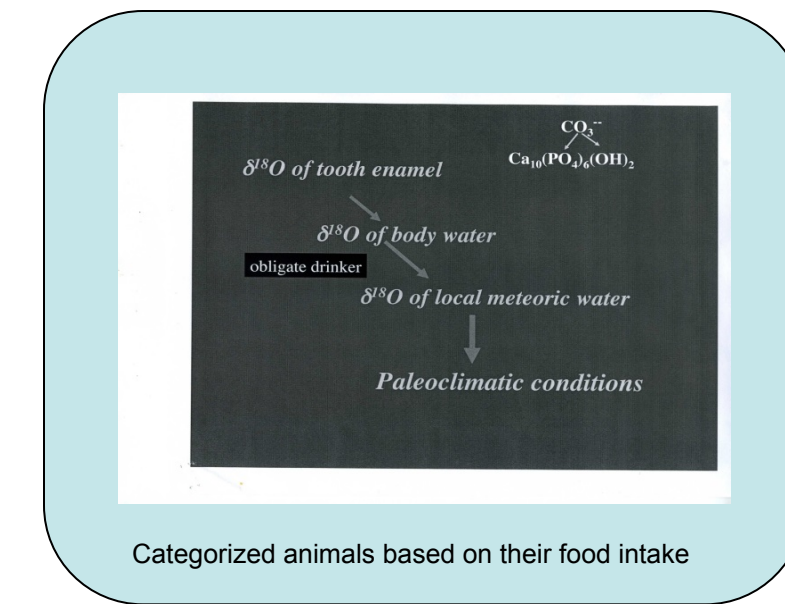 CO₃⁻⁻
Ca₁₀(PO₄)₆(OH)₂
δ¹⁸O of tooth enamel
δ¹⁸O of body water
obligate drinker
δ¹⁸O of local meteoric water
Paleoclimatic conditions
Categorized animals based on their food intake